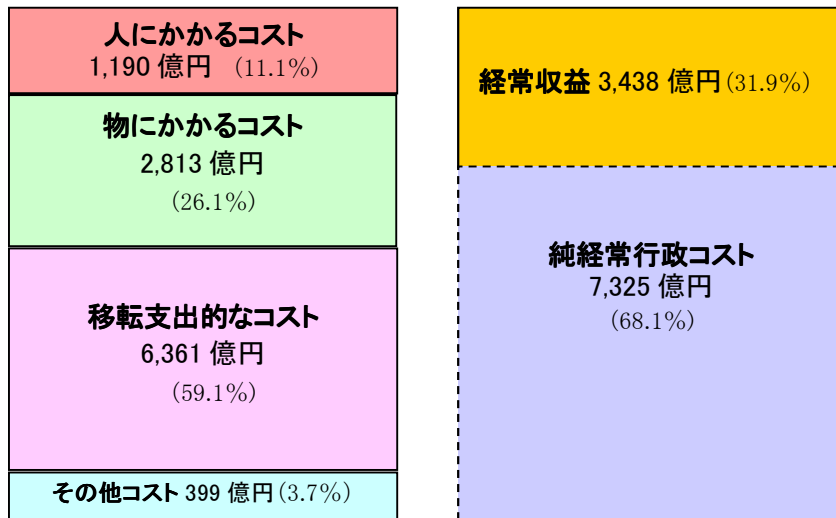 人にかかるコスト
1,190 億円 (11.1%)
物にかかるコスト
2,813 億円
(26.1%)
移転支出的なコスト
6,361 億円
(59.1%)
その他コスト 399 億円(3.7%)
経常収益 3,438 億円(31.9%)
純経常行政コスト
7,325 億円
(68.1%)